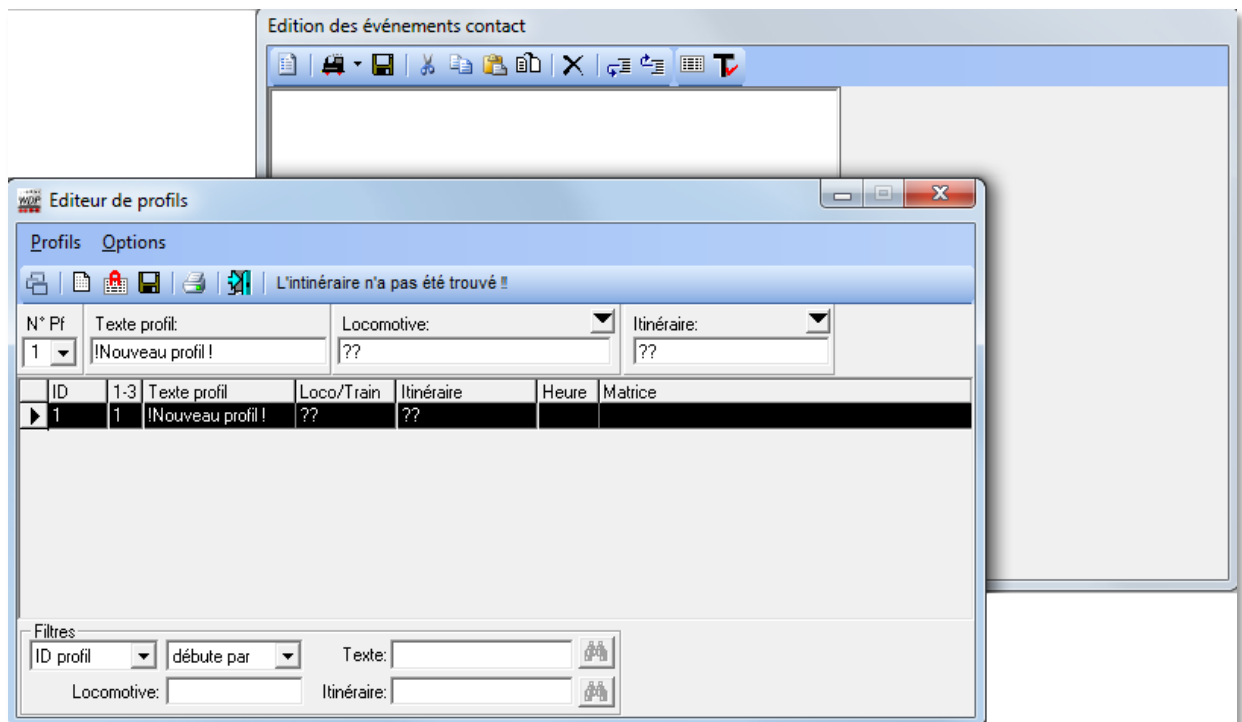 Edition des événements contact
WDP Editeur de profils
Profils Options
L'intinéraire n'a pas été trouvé !!
N° Pf Texte profil: Locomotive: Itinéraire:
1 !Nouveau profil ! ?? ??
ID 1-3 Texte profil Loco/Train Itinéraire Heure Matrice
1 1 !Nouveau profil ! ?? ??
Filtres
ID profil débute par Texte:
Locomotive: Itinéraire: